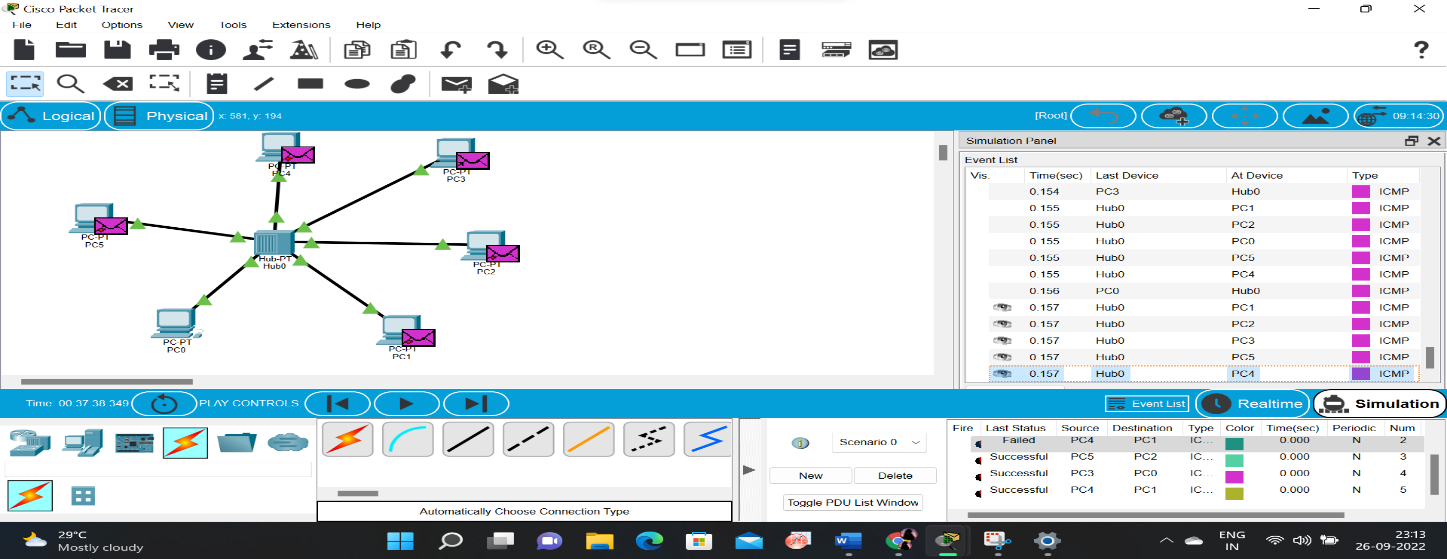 Cisco Packet Tracer
File Edit Options View Tools Extensions Help
Logical Physical x: 581, y: 194 [Root] 09:14:30
PC-PT
PC4
PC-PT
PC3
PC-PT
PC5
Hub-PT
Hub0
PC-PT
PC2
PC-PT
PC0
PC-PT
PC1
Simulation Panel
Event List
Vis. Time(sec) Last Device At Device Type
0.154 PC3 Hub0 ICMP
0.155 Hub0 PC1 ICMP
0.155 Hub0 PC2 ICMP
0.155 Hub0 PC0 ICMP
0.155 Hub0 PC5 ICMP
0.155 Hub0 PC4 ICMP
0.156 PC0 Hub0 ICMP
0.157 Hub0 PC1 ICMP
0.157 Hub0 PC2 ICMP
0.157 Hub0 PC3 ICMP
0.157 Hub0 PC5 ICMP
0.157 Hub0 PC4 ICMP
Time: 00:37:38.349 PLAY CONTROLS Event List Realtime Simulation
Automatically Choose Connection Type
Scenario 0
New Delete
Toggle PDU List Window
Fire Last Status Source Destination Type Color Time(sec) Periodic Num
Failed PC4 PC1 IC... 0.000 N 2
Successful PC5 PC2 IC... 0.000 N 3
Successful PC3 PC0 IC... 0.000 N 4
Successful PC4 PC1 IC... 0.000 N 5
29°C
Mostly cloudy
ENG
IN
23:13
26-09-2022